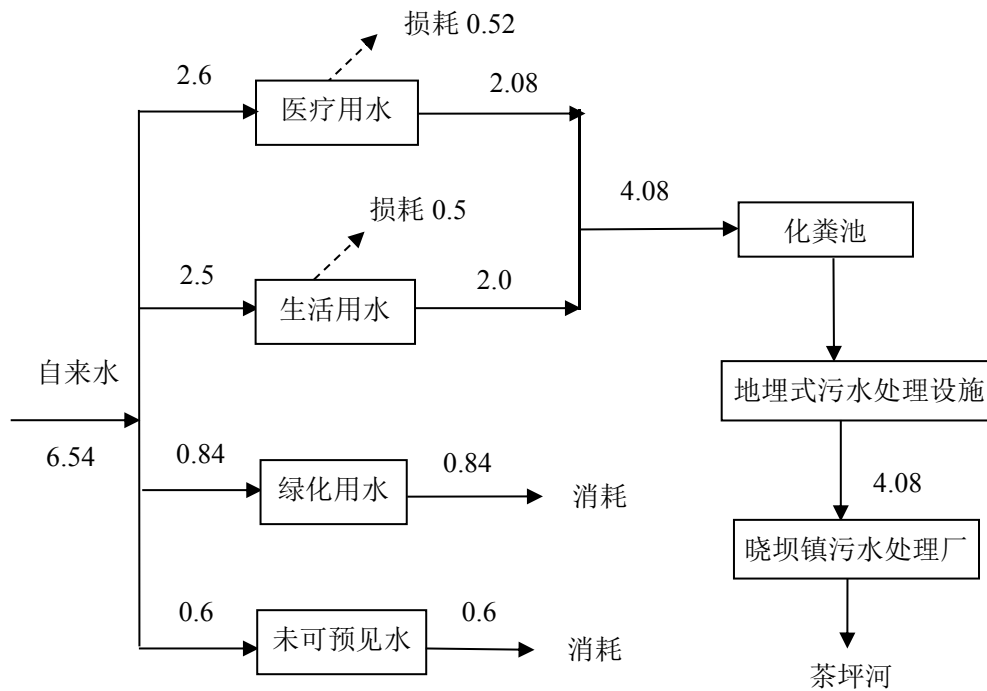 损耗 0.52
2.6
医疗用水
2.08
4.08
化粪池
损耗 0.5
2.5
生活用水
2.0
自来水
6.54
地埋式污水处理设施
4.08
0.84
绿化用水
0.84
消耗
晓坝镇污水处理厂
0.6
未可预见水
0.6
消耗
茶坪河